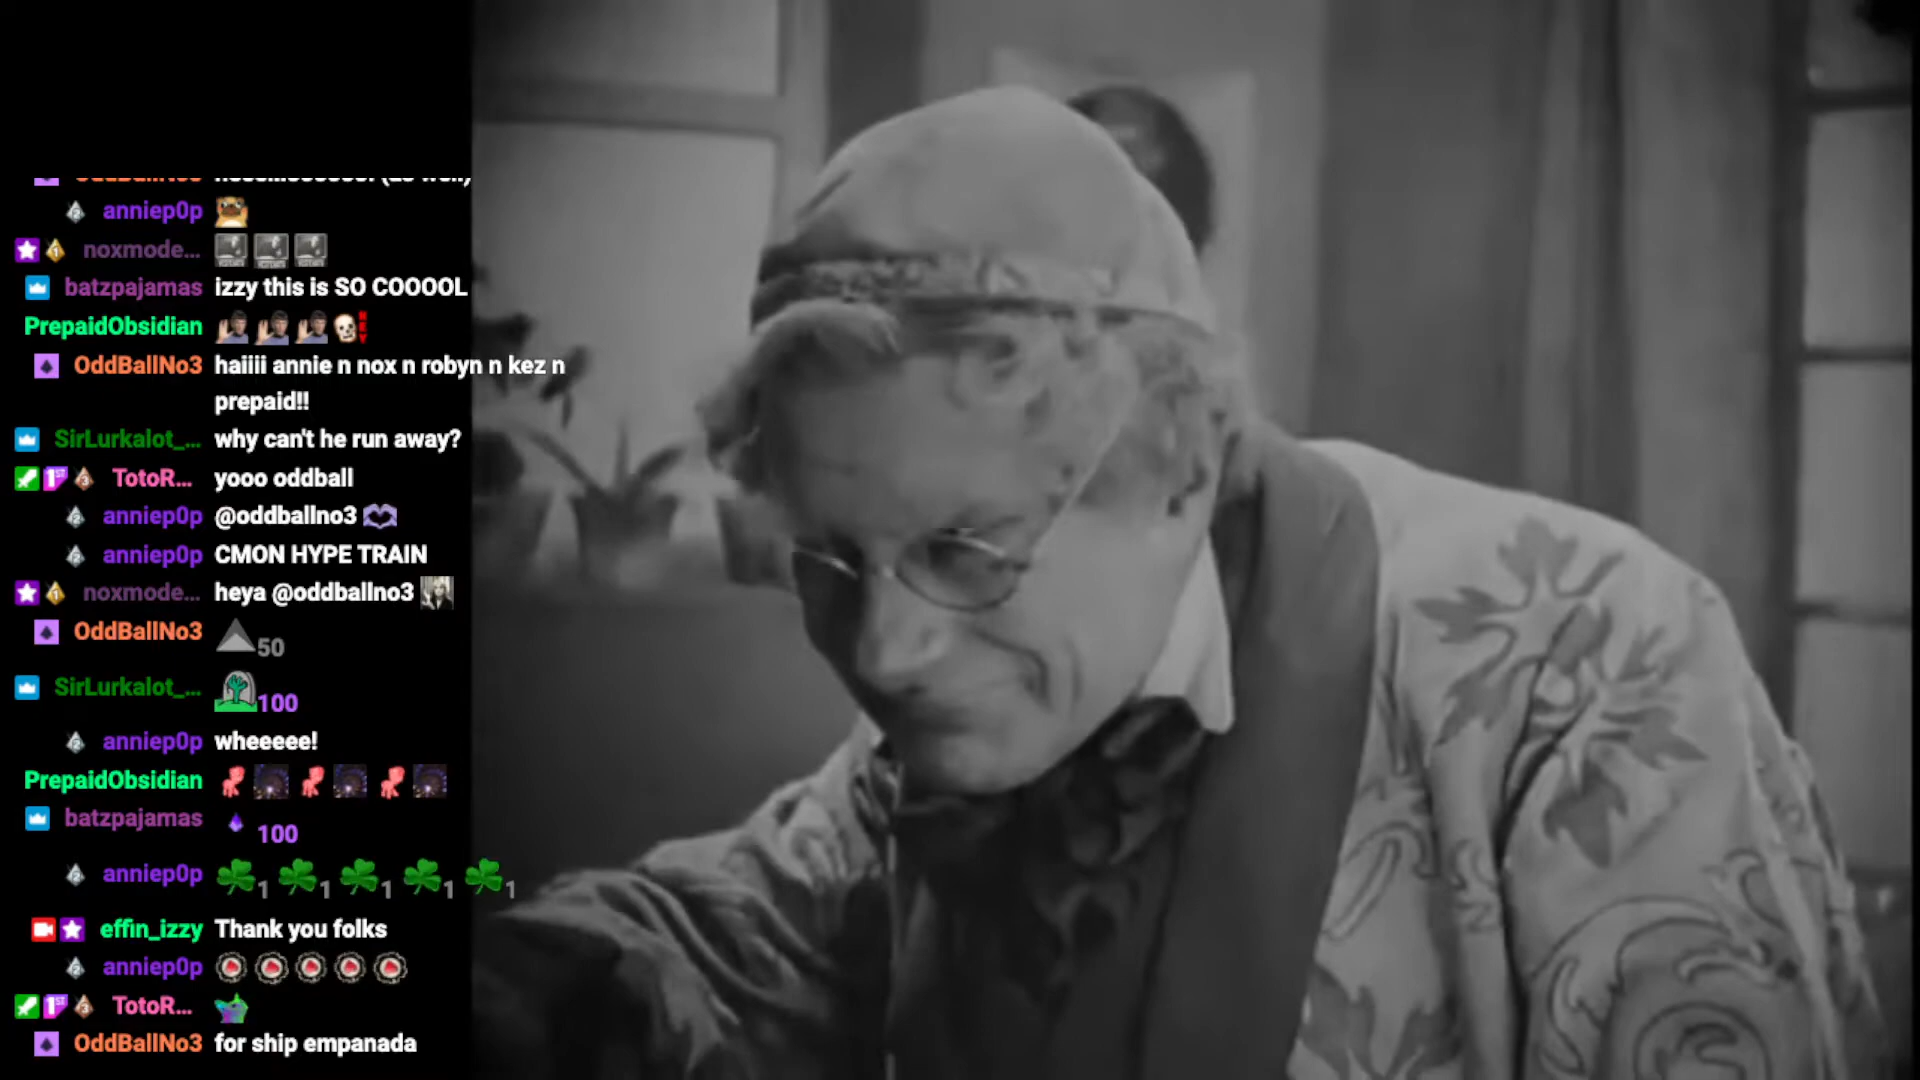 anniep0p
noxmode...
batzpajamas izzy this is SO COOOOL
PrepaidObsidian
OddBallNo3 haiiii annie n nox n robyn n kez n
prepaid!!
SirLurkalot_... why can't he run away?
TotoR... yooo oddball
anniep0p @oddballno3
anniep0p CMON HYPE TRAIN
noxmode... heya @oddballno3
OddBallNo3 50
SirLurkalot_... 100
anniep0p wheeeee!
PrepaidObsidian
batzpajamas 100
anniep0p 1 1 1 1 1
effin_izzy Thank you folks
anniep0p
TotoR...
OddBallNo3 for ship empanada